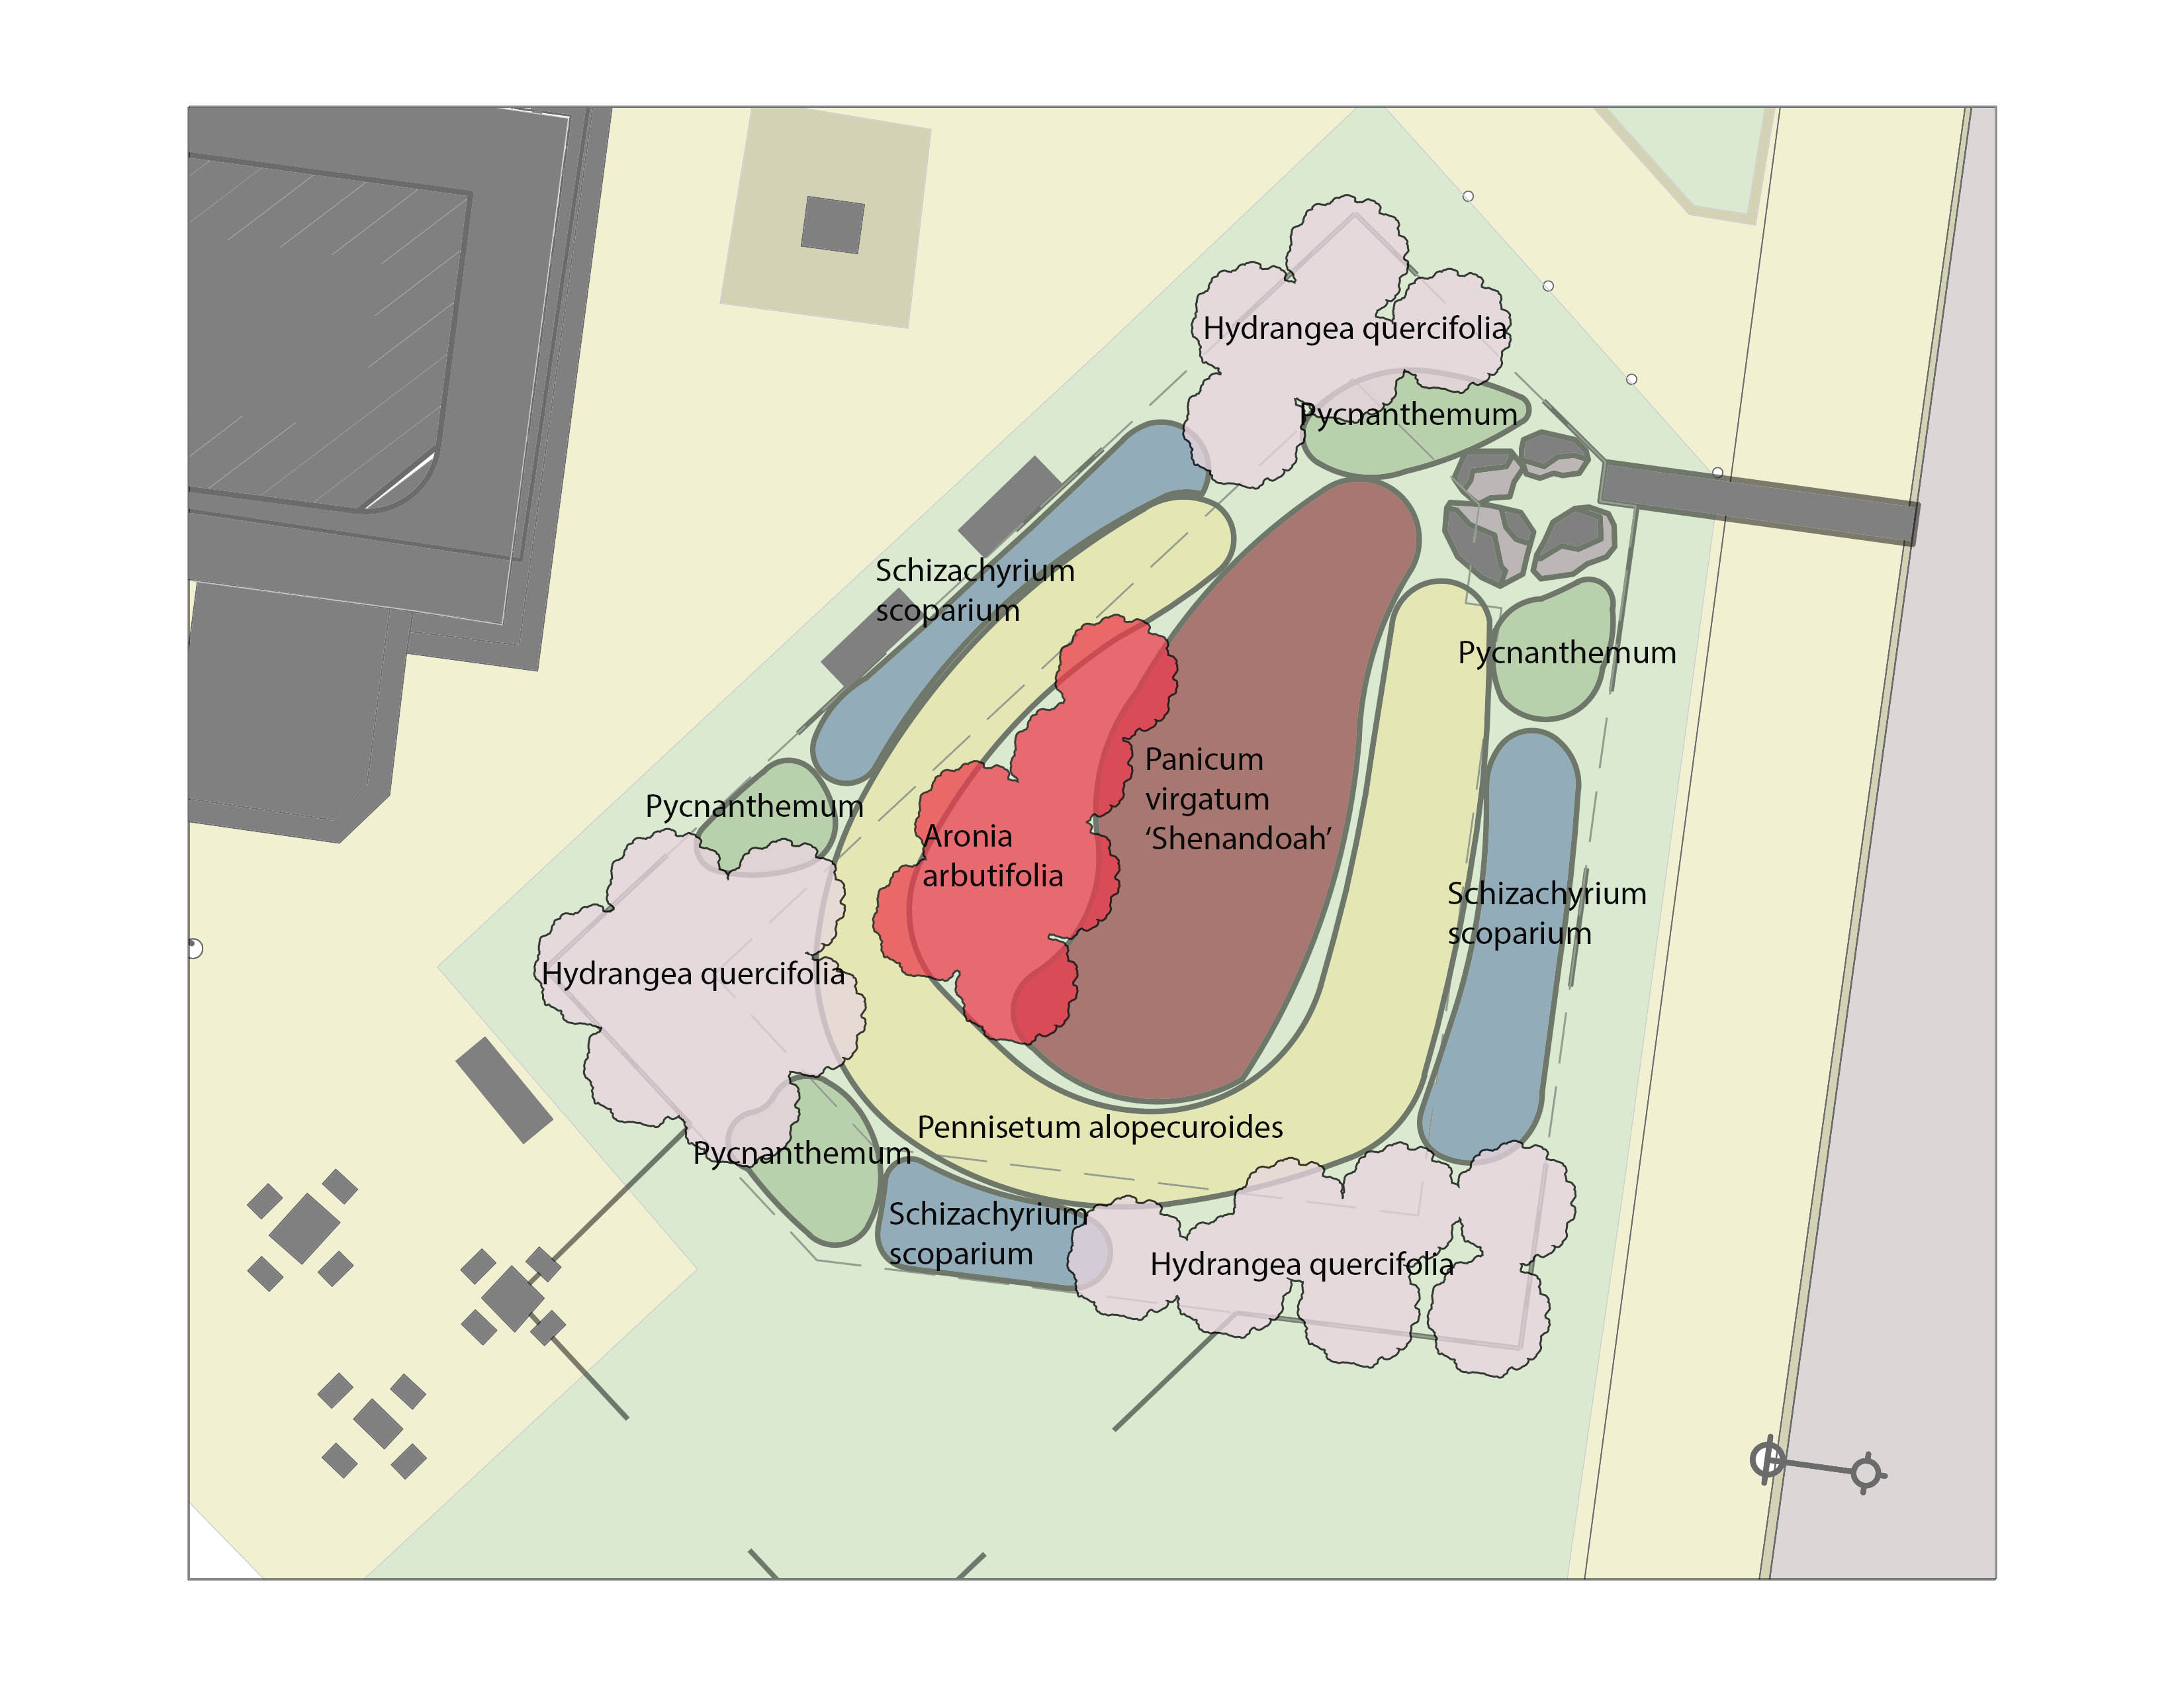 Hydrangea quercifolia
Pycnanthemum
Schizachyrium
scoparium
Pycnanthemum
Panicum
virgatum
‘Shenandoah’
Pycnanthemum
Aronia
arbutifolia
Schizachyrium
scoparium
Hydrangea quercifolia
Pennisetum alopecuroides
Pycnanthemum
Schizachyrium
scoparium
Hydrangea quercifolia